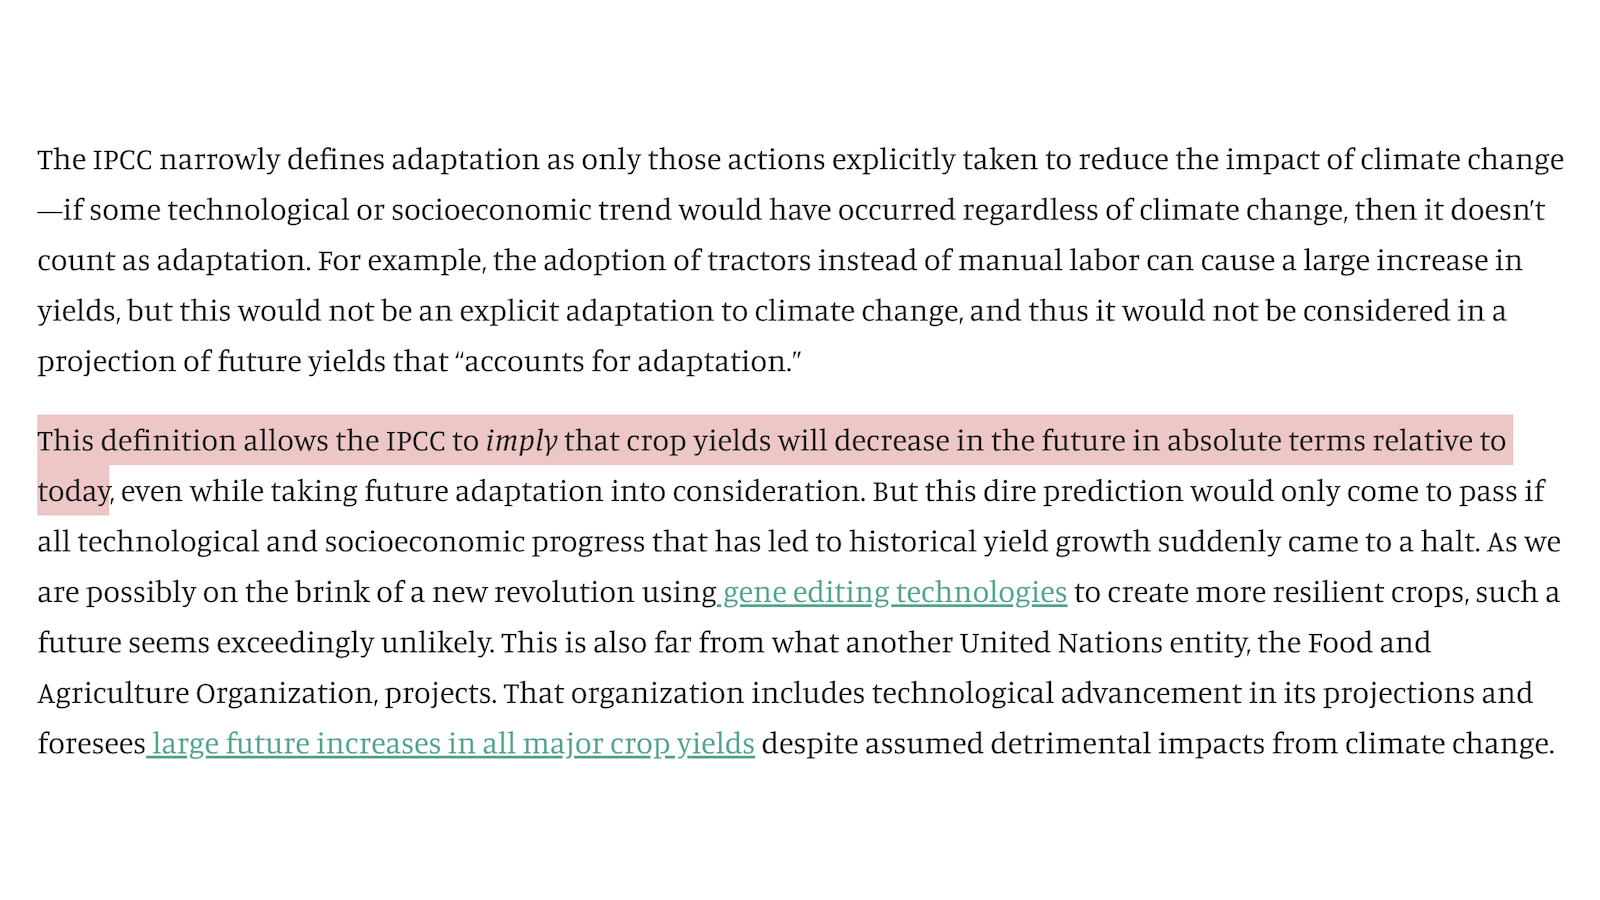 The IPCC narrowly defines adaptation as only those actions explicitly taken to reduce the impact of climate change
—if some technological or socioeconomic trend would have occurred regardless of climate change, then it doesn’t
count as adaptation. For example, the adoption of tractors instead of manual labor can cause a large increase in
yields, but this would not be an explicit adaptation to climate change, and thus it would not be considered in a
projection of future yields that “accounts for adaptation.”
This definition allows the IPCC to imply that crop yields will decrease in the future in absolute terms relative to
today, even while taking future adaptation into consideration. But this dire prediction would only come to pass if
all technological and socioeconomic progress that has led to historical yield growth suddenly came to a halt. As we
are possibly on the brink of a new revolution using gene editing technologies to create more resilient crops, such a
future seems exceedingly unlikely. This is also far from what another United Nations entity, the Food and
Agriculture Organization, projects. That organization includes technological advancement in its projections and
foresees large future increases in all major crop yields despite assumed detrimental impacts from climate change.